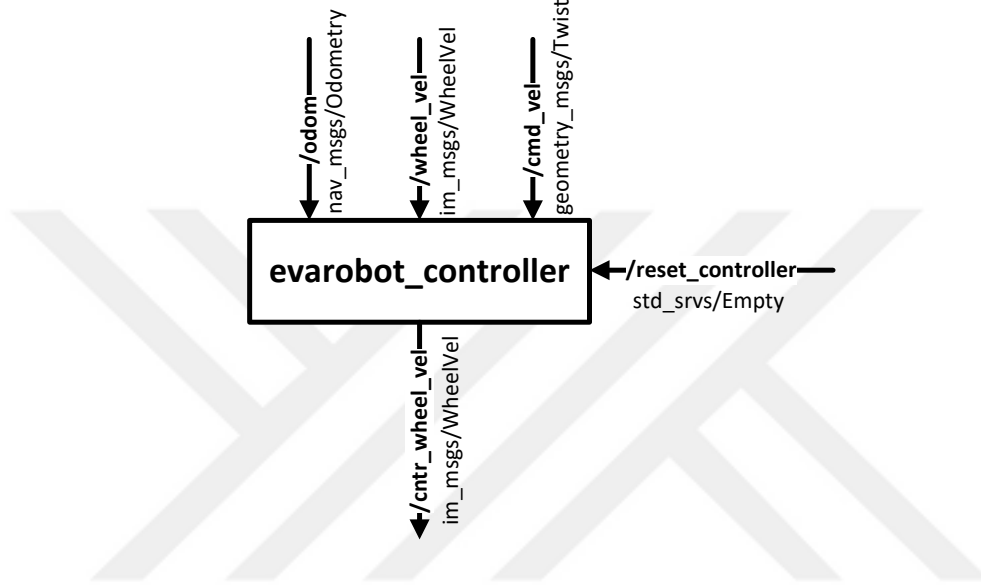 /odom
nav_msgs/Odometry
/wheel_vel
im_msgs/WheelVel
/cmd_vel
geometry_msgs/Twist
evarobot_controller
/reset_controller
std_srvs/Empty
/cntr_wheel_vel
im_msgs/WheelVel